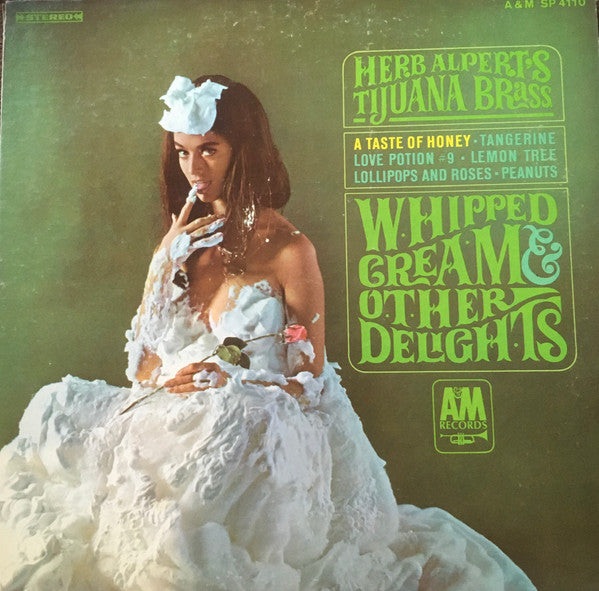 STEREO
A & M SP 4110
HERB ALPERT'S
TIJUANA BRASS
A TASTE OF HONEY · TANGERINE
LOVE POTION #9 · LEMON TREE
LOLLIPOPS AND ROSES · PEANUTS
WHIPPED
CREAM &
OTHER
DELIGHTS
A&M
RECORDS